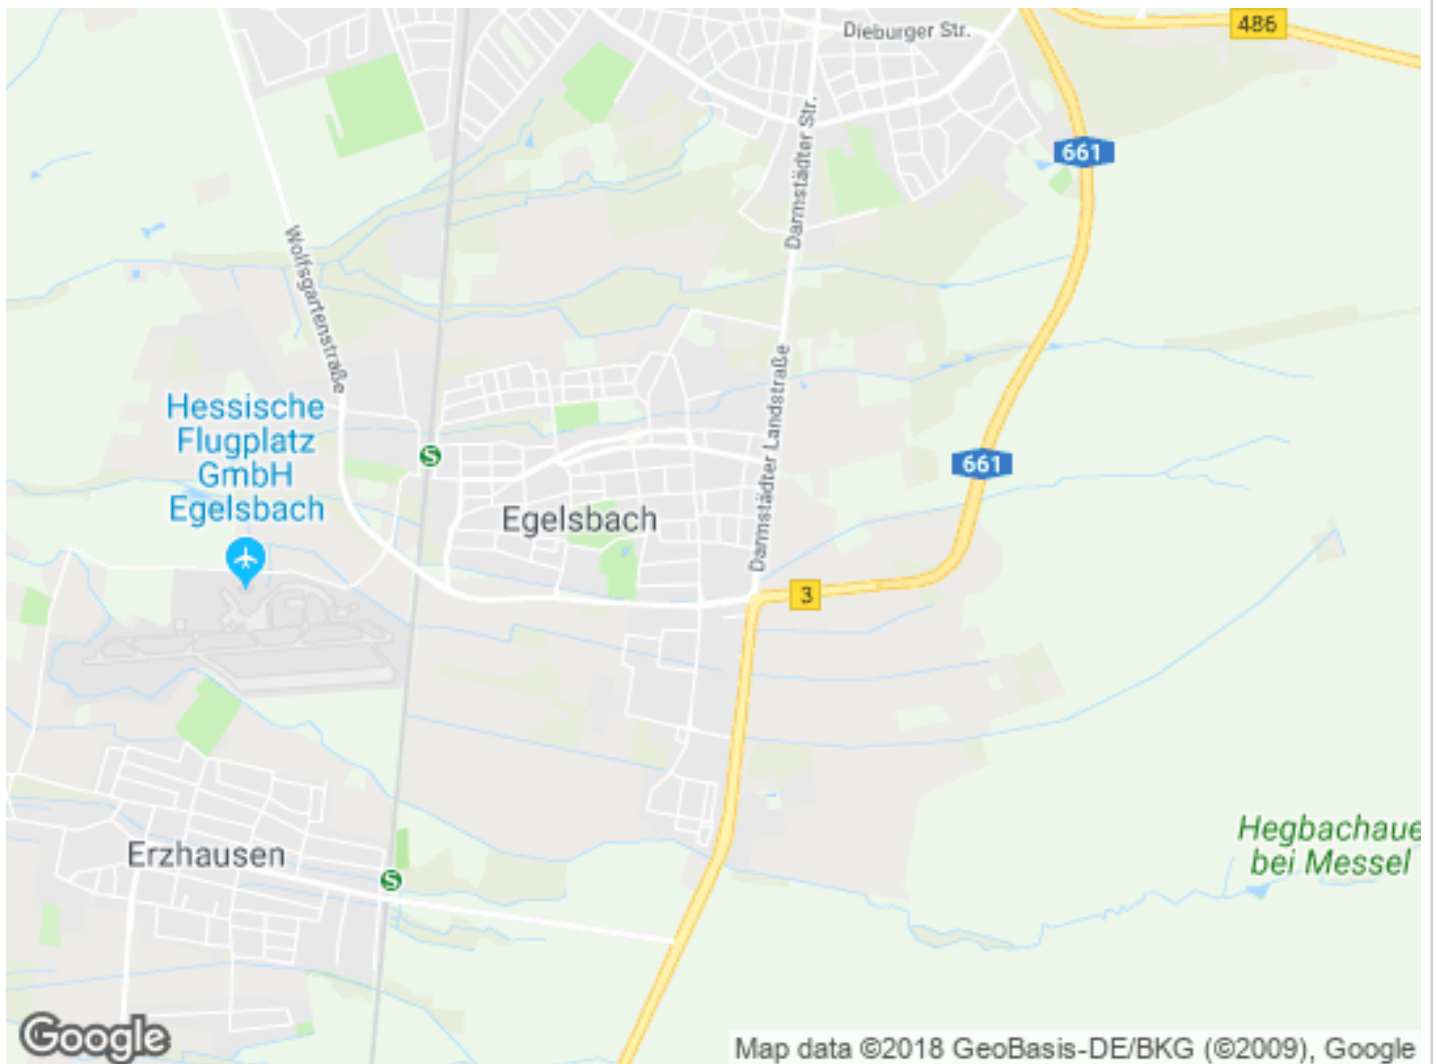 486
Dieburger Str.
661
Darmstädter Str.
Wolfsgartenstraße
Hessische
Flugplatz
GmbH
Egelsbach
Darmstädter Landstraße
S
661
Egelsbach
3
Hegbachaue
bei Messel
Erzhausen
S
Google
Map data ©2018 GeoBasis-DE/BKG (©2009), Google